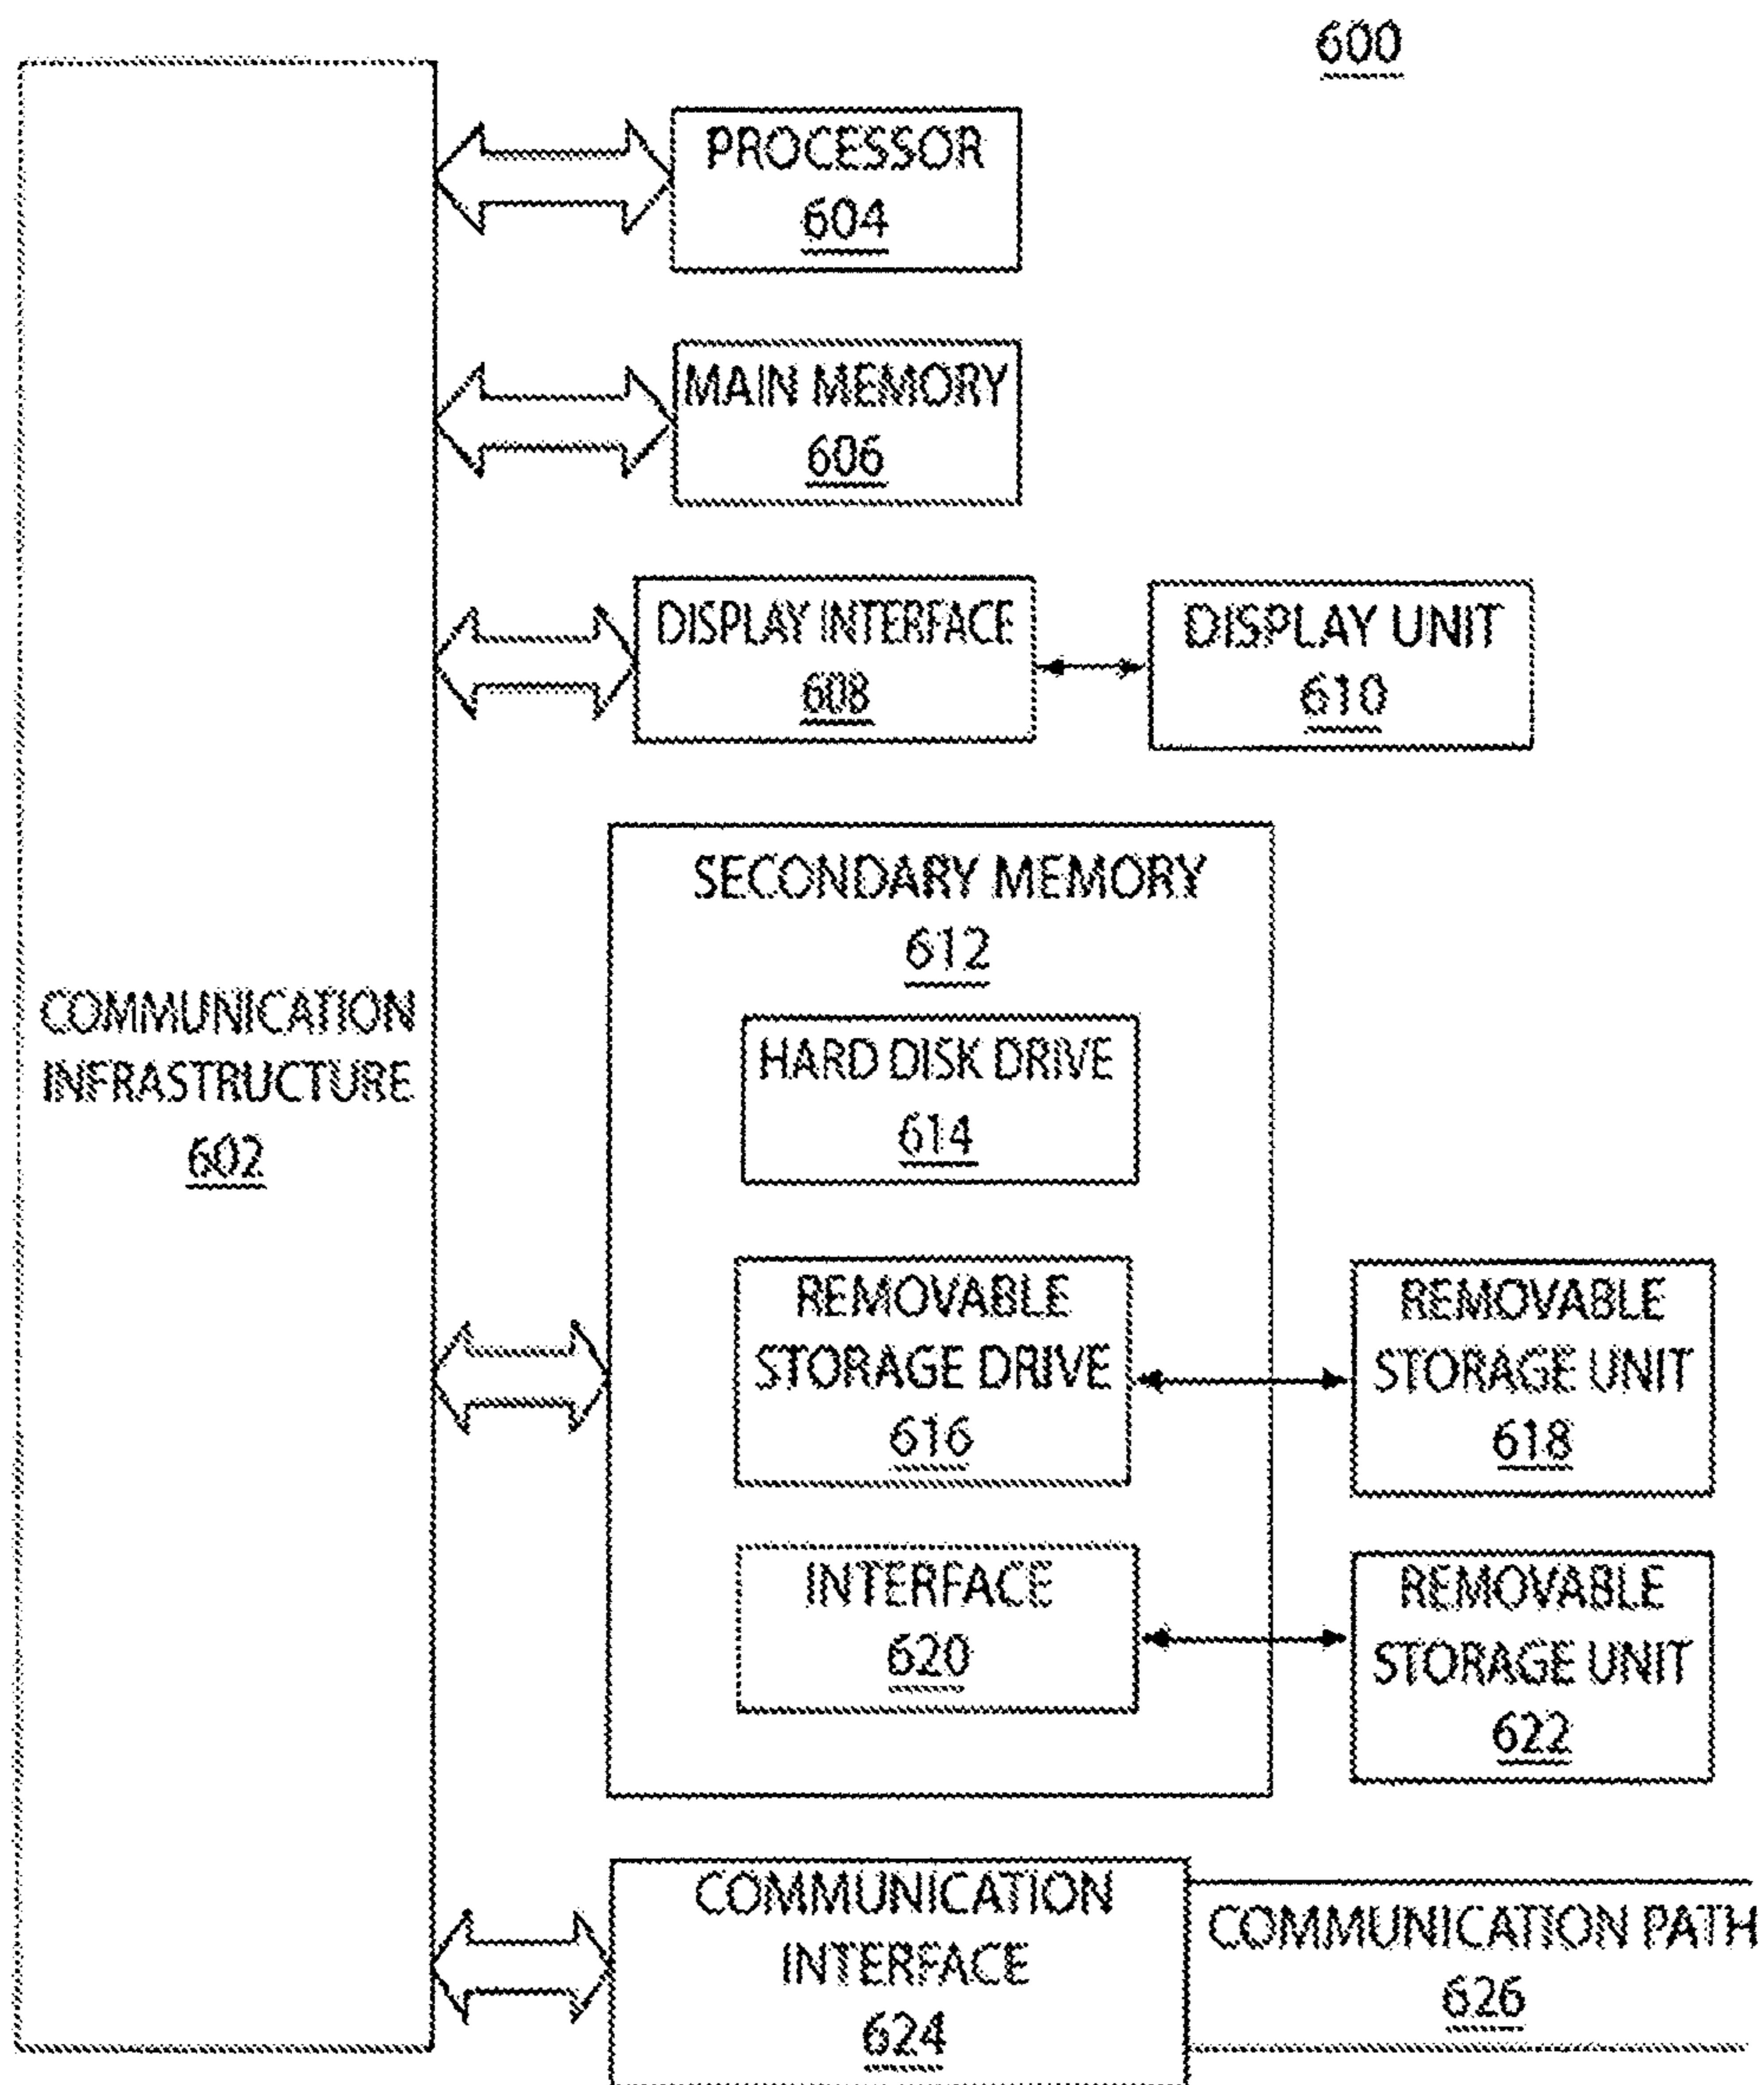 600
PROCESSOR
604
MAIN MEMORY
606
DISPLAY INTERFACE
608
DISPLAY UNIT
610
SECONDARY MEMORY
612
HARD DISK DRIVE
614
COMMUNICATION
INFRASTRUCTURE
602
REMOVABLE
STORAGE DRIVE
616
REMOVABLE
STORAGE UNIT
618
INTERFACE
620
REMOVABLE
STORAGE UNIT
622
COMMUNICATION
INTERFACE
624
COMMUNICATION PATH
626